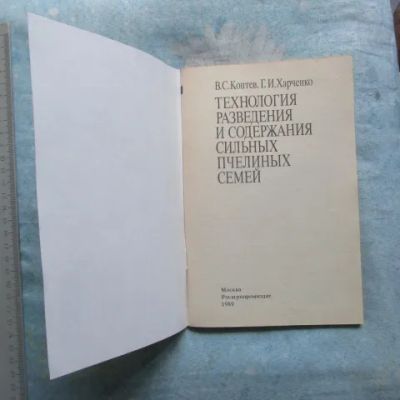 В.С.Коптев, Г.И.Харченко
ТЕХНОЛОГИЯ
РАЗВЕДЕНИЯ
И СОДЕРЖАНИЯ
СИЛЬНЫХ
ПЧЕЛИНЫХ
СЕМЕЙ
Москва
Росагропромиздат
1989